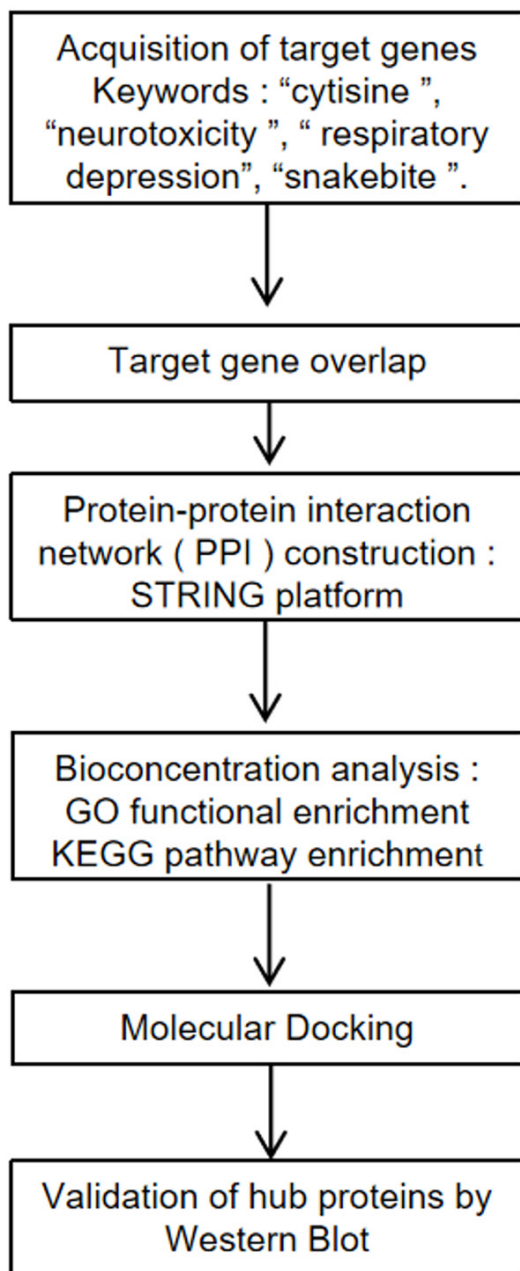 Acquisition of target genes
Keywords : “cytisine ”,
“neurotoxicity ”, “ respiratory
depression”, “snakebite ”.
Target gene overlap
Protein-protein interaction
network ( PPI ) construction :
STRING platform
Bioconcentration analysis :
GO functional enrichment
KEGG pathway enrichment
Molecular Docking
Validation of hub proteins by
Western Blot